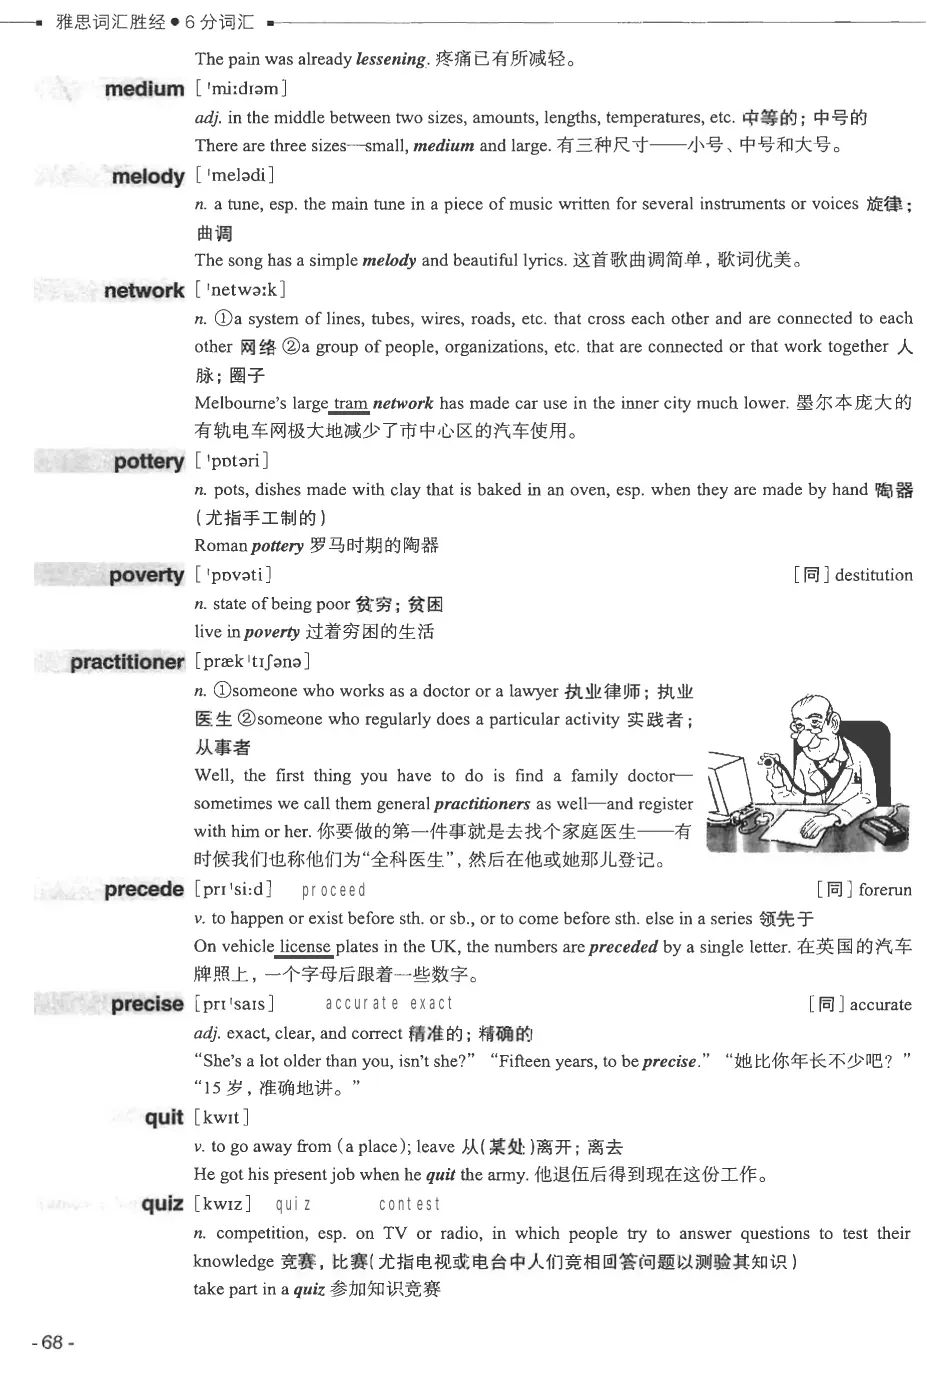 雅思词汇胜经●6分词汇
The pain was already lessening. 疼痛已有所减轻。
medium [ˈmiːdɪəm]
adj. in the middle between two sizes, amounts, lengths, temperatures, etc. 中等的；中号的
There are three sizes—small, medium and large. 有三种尺寸——小号、中号和大号。
melody [ˈmelədi]
n. a tune, esp. the main tune in a piece of music written for several instruments or voices 旋律；
曲调
The song has a simple melody and beautiful lyrics. 这首歌曲调简单，歌词优美。
network [ˈnetwɜːk]
n. ①a system of lines, tubes, wires, roads, etc. that cross each other and are connected to each
other 网络 ②a group of people, organizations, etc. that are connected or that work together 人
脉；圈子
Melbourne's large tram network has made car use in the inner city much lower. 墨尔本庞大的
有轨电车网极大地减少了市中心区的汽车使用。
pottery [ˈpɒtəri]
n. pots, dishes made with clay that is baked in an oven, esp. when they are made by hand 陶器
(尤指手工制的)
Roman pottery 罗马时期的陶器
poverty [ˈpɒvəti] [同] destitution
n. state of being poor 贫穷；贫困
live in poverty 过着穷困的生活
practitioner [prækˈtɪʃənə]
n. ①someone who works as a doctor or a lawyer 执业律师；执业
医生 ②someone who regularly does a particular activity 实践者；
从事者
Well, the first thing you have to do is find a family doctor—
sometimes we call them general practitioners as well—and register
with him or her. 你要做的第一件事就是去找个家庭医生——有
时候我们也称他们为“全科医生”，然后在他或她那儿登记。
precede [prɪˈsiːd] proceed [同] forerun
v. to happen or exist before sth. or sb., or to come before sth. else in a series 领先于
On vehicle license plates in the UK, the numbers are preceded by a single letter. 在英国的汽车
牌照上，一个字母后跟着一些数字。
precise [prɪˈsaɪs] accurate exact [同] accurate
adj. exact, clear, and correct 精准的；精确的
“She's a lot older than you, isn't she?” “Fifteen years, to be precise.” “她比你年长不少吧？”
“15岁，准确地讲。”
quit [kwɪt]
v. to go away from (a place); leave 从(某处)离开；离去
He got his present job when he quit the army. 他退伍后得到现在这份工作。
quiz [kwɪz] quiz contest
n. competition, esp. on TV or radio, in which people try to answer questions to test their
knowledge 竞赛，比赛(尤指电视或电台中人们竞相回答问题以测验其知识)
take part in a quiz 参加知识竞赛
- 68 -